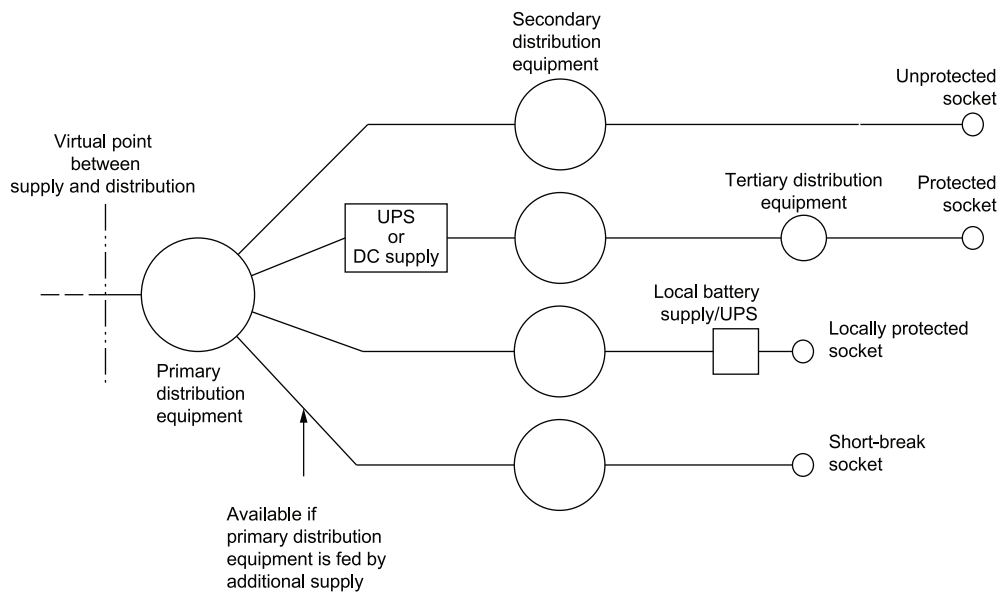 Secondary
distribution
equipment
Unprotected
socket
Virtual point
between
supply and distribution
Tertiary distribution
equipment
Protected
socket
UPS
or
DC supply
Local battery
supply/UPS
Locally protected
socket
Primary
distribution
equipment
Short-break
socket
Available if
primary distribution
equipment is fed by
additional supply